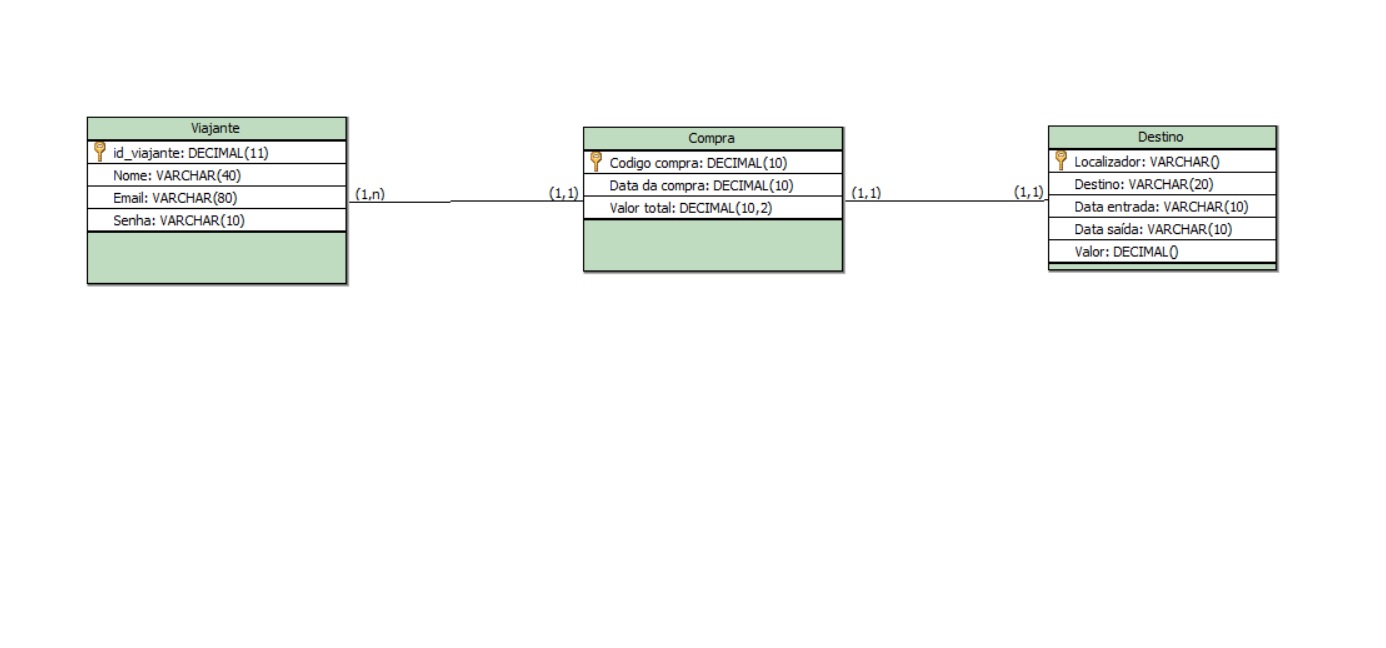 Viajante
id_viajante: DECIMAL(11)
Nome: VARCHAR(40)
Email: VARCHAR(80)
Senha: VARCHAR(10)
(1,n)
(1,1)
Compra
Codigo compra: DECIMAL(10)
Data da compra: DECIMAL(10)
Valor total: DECIMAL(10,2)
(1,1)
(1,1)
Destino
Localizador: VARCHAR()
Destino: VARCHAR(20)
Data entrada: VARCHAR(10)
Data saída: VARCHAR(10)
Valor: DECIMAL()